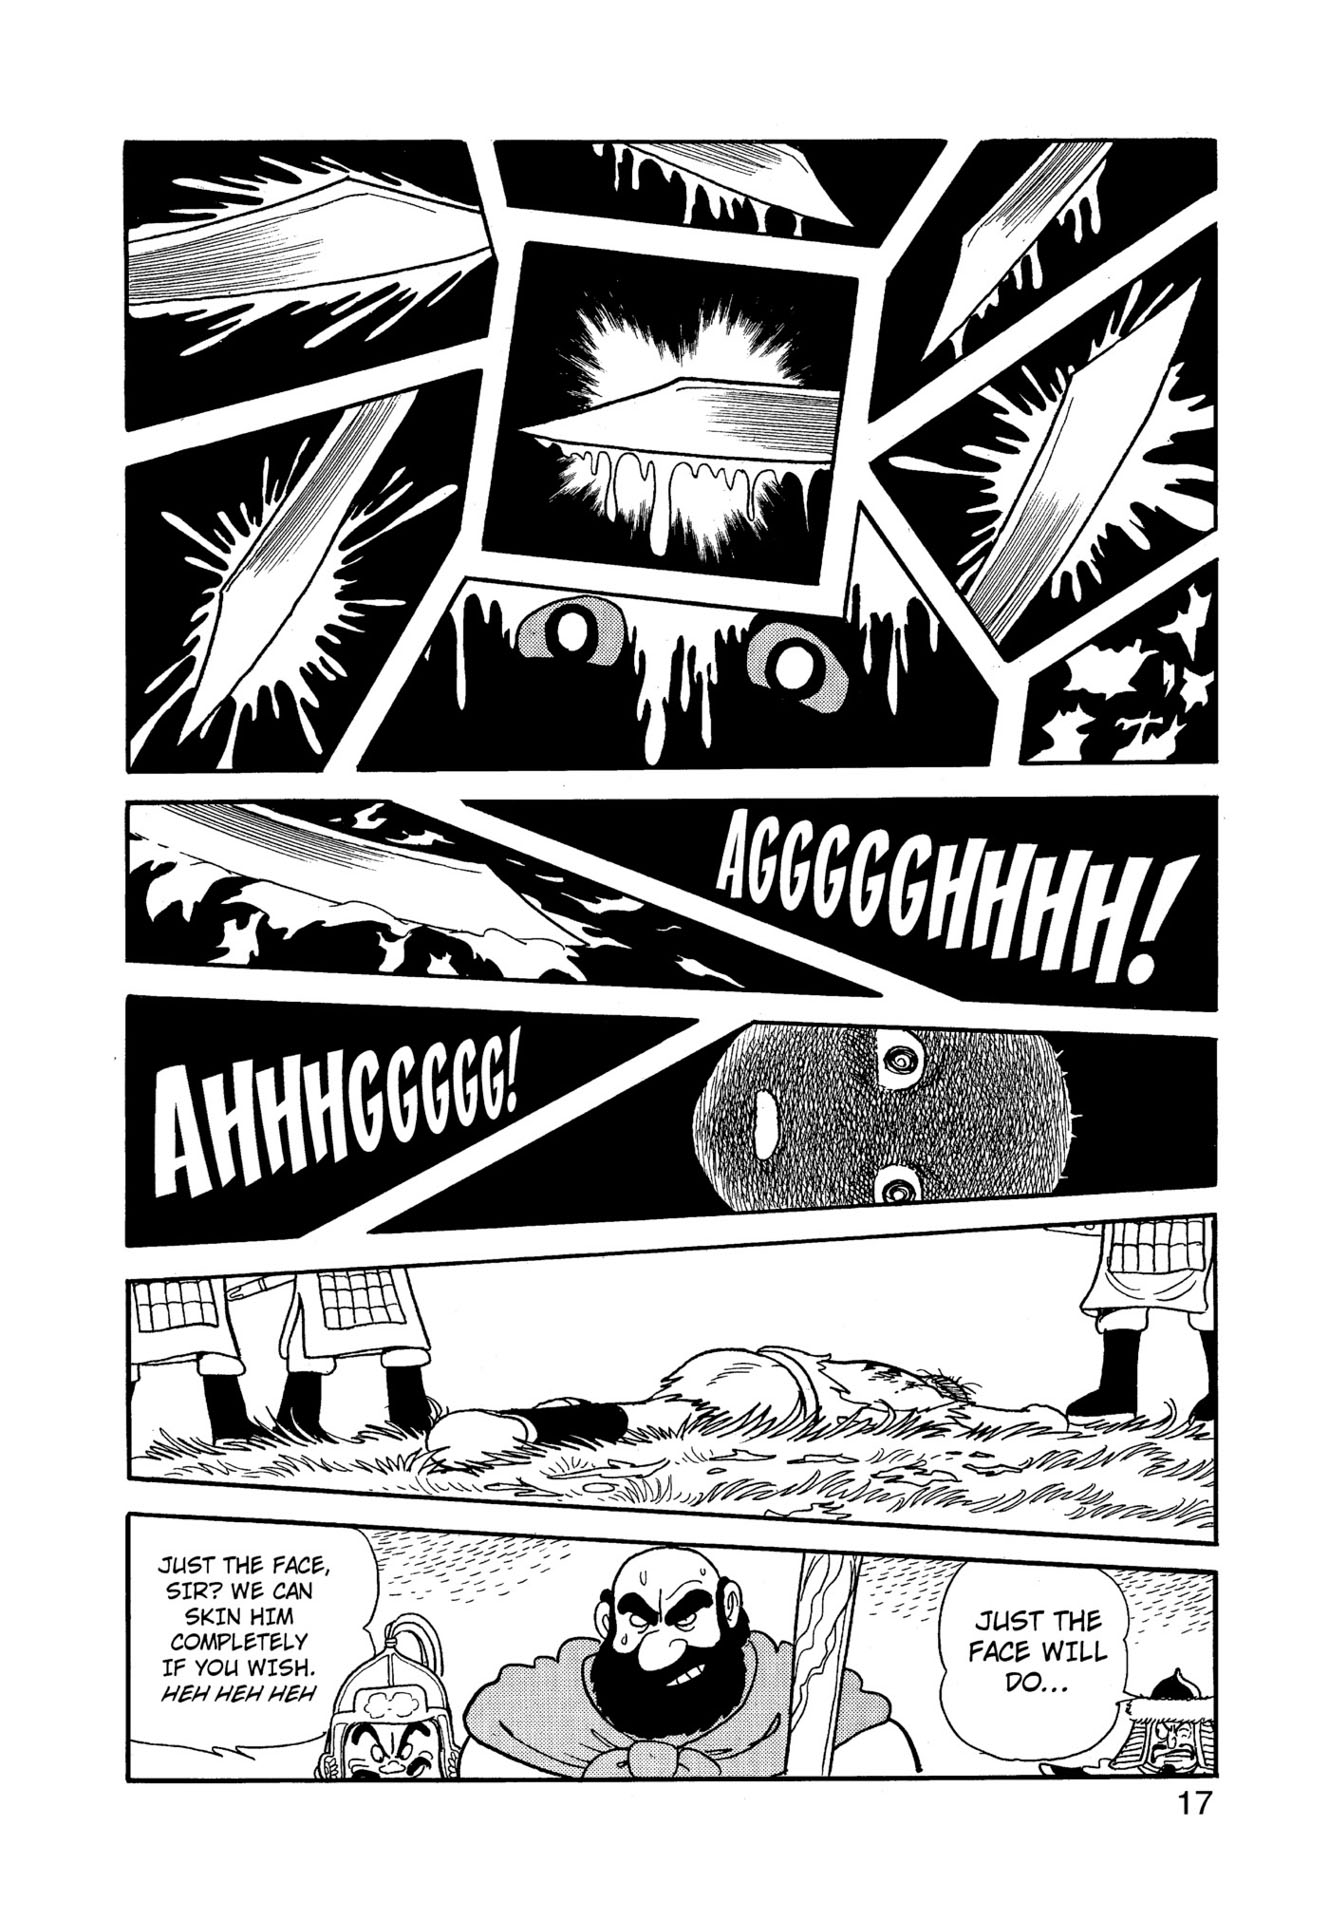 AGGGGGGHHHH!
AHHHGGGGG!
JUST THE FACE,
SIR? WE CAN
SKIN HIM
COMPLETELY
IF YOU WISH.
HEH HEH HEH
JUST THE
FACE WILL
DO...
17